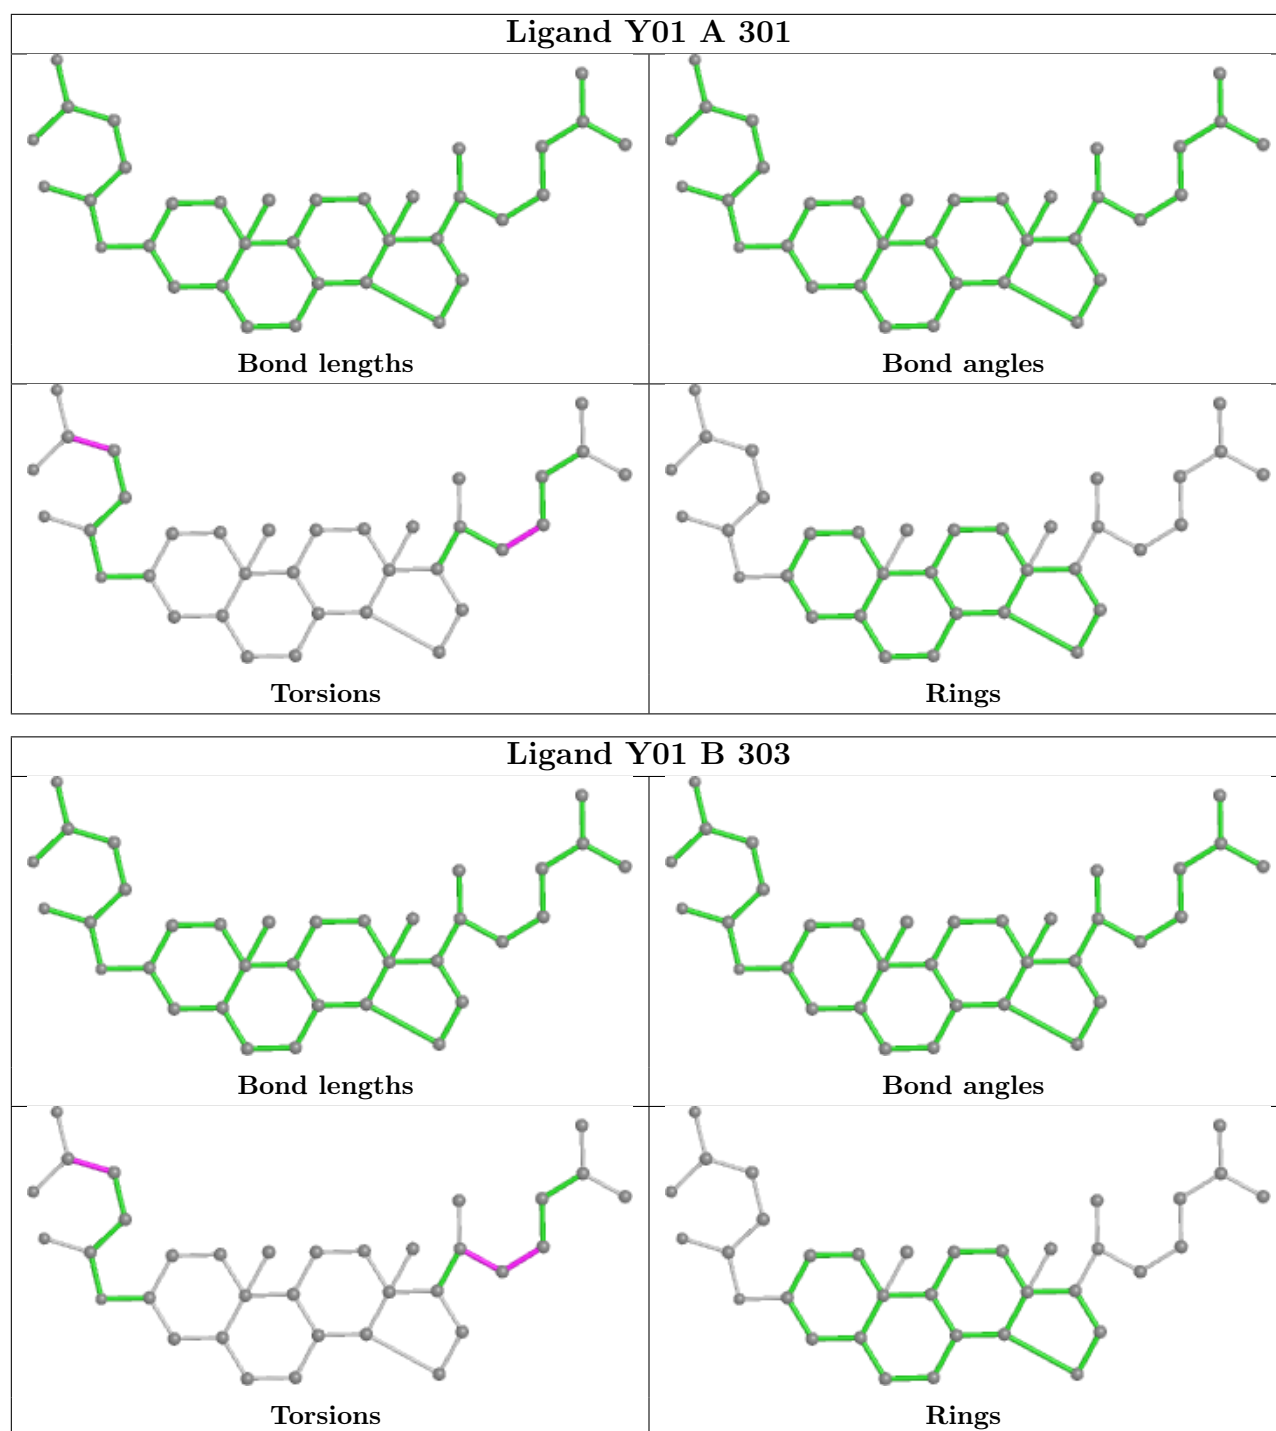 Ligand Y01 A 301
Bond lengths
Bond angles
Torsions
Rings
Ligand Y01 B 303
Bond lengths
Bond angles
Torsions
Rings